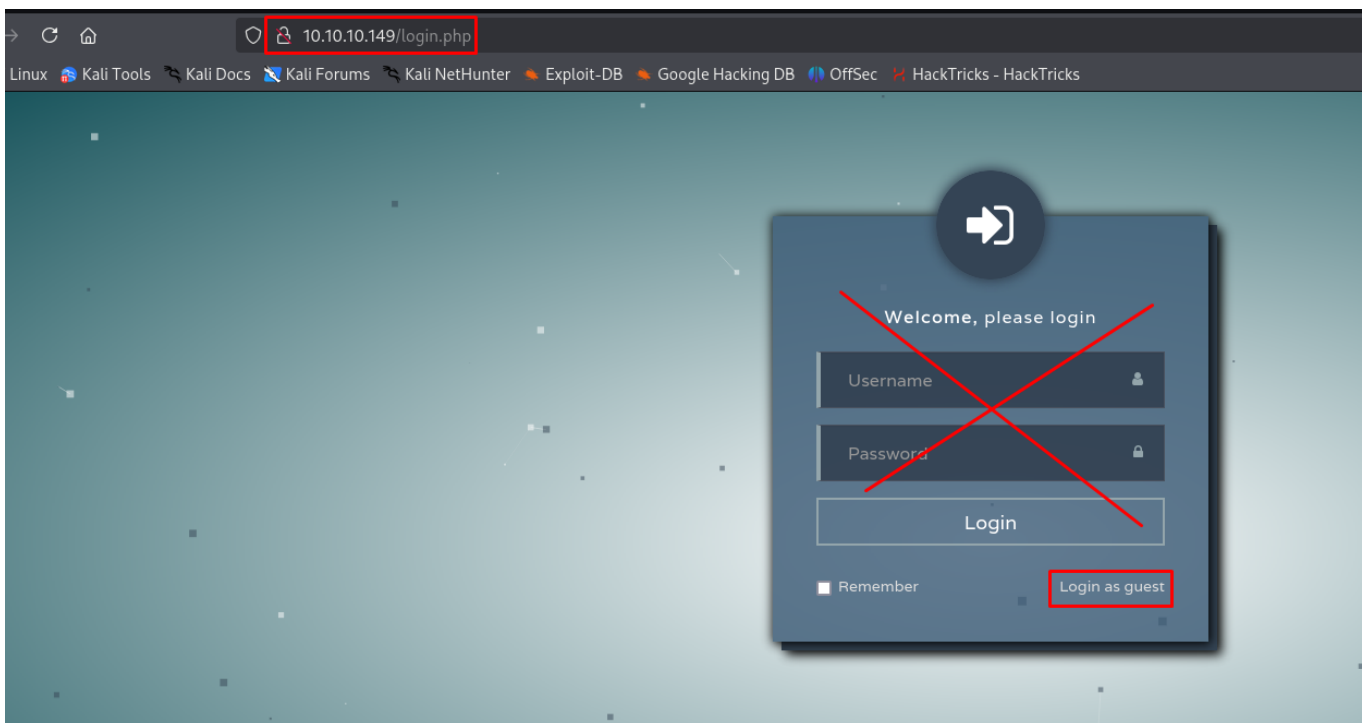 10.10.10.149/login.php
Linux Kali Tools Kali Docs Kali Forums Kali NetHunter Exploit-DB Google Hacking DB OffSec HackTricks - HackTricks
Welcome, please login
Username
Password
Login
Remember Login as guest